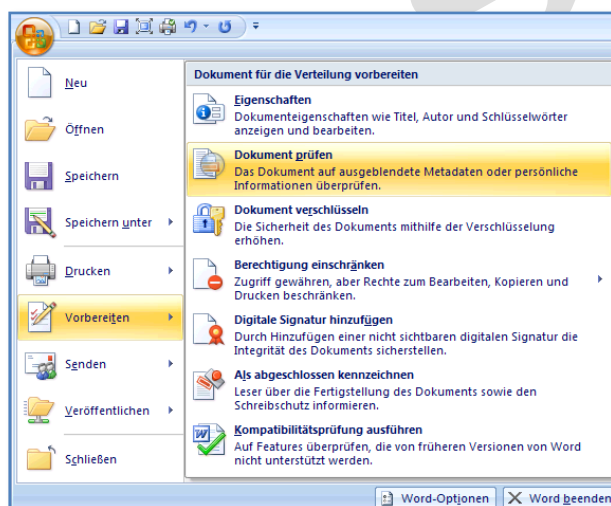 Neu
Öffnen
Speichern
Speichern unter
Drucken
Vorbereiten
Senden
Veröffentlichen
Schließen
Dokument für die Verteilung vorbereiten
Eigenschaften
Dokumenteigenschaften wie Titel, Autor und Schlüsselwörter
anzeigen und bearbeiten.
Dokument prüfen
Das Dokument auf ausgeblendete Metadaten oder persönliche
Informationen überprüfen.
Dokument verschlüsseln
Die Sicherheit des Dokuments mithilfe der Verschlüsselung
erhöhen.
Berechtigung einschränken
Zugriff gewähren, aber Rechte zum Bearbeiten, Kopieren und
Drucken beschränken.
Digitale Signatur hinzufügen
Durch Hinzufügen einer nicht sichtbaren digitalen Signatur die
Integrität des Dokuments sicherstellen.
Als abgeschlossen kennzeichnen
Leser über die Fertigstellung des Dokuments sowie den
Schreibschutz informieren.
Kompatibilitätsprüfung ausführen
Auf Features überprüfen, die von früheren Versionen von Word
nicht unterstützt werden.
Word-Optionen
Word beenden